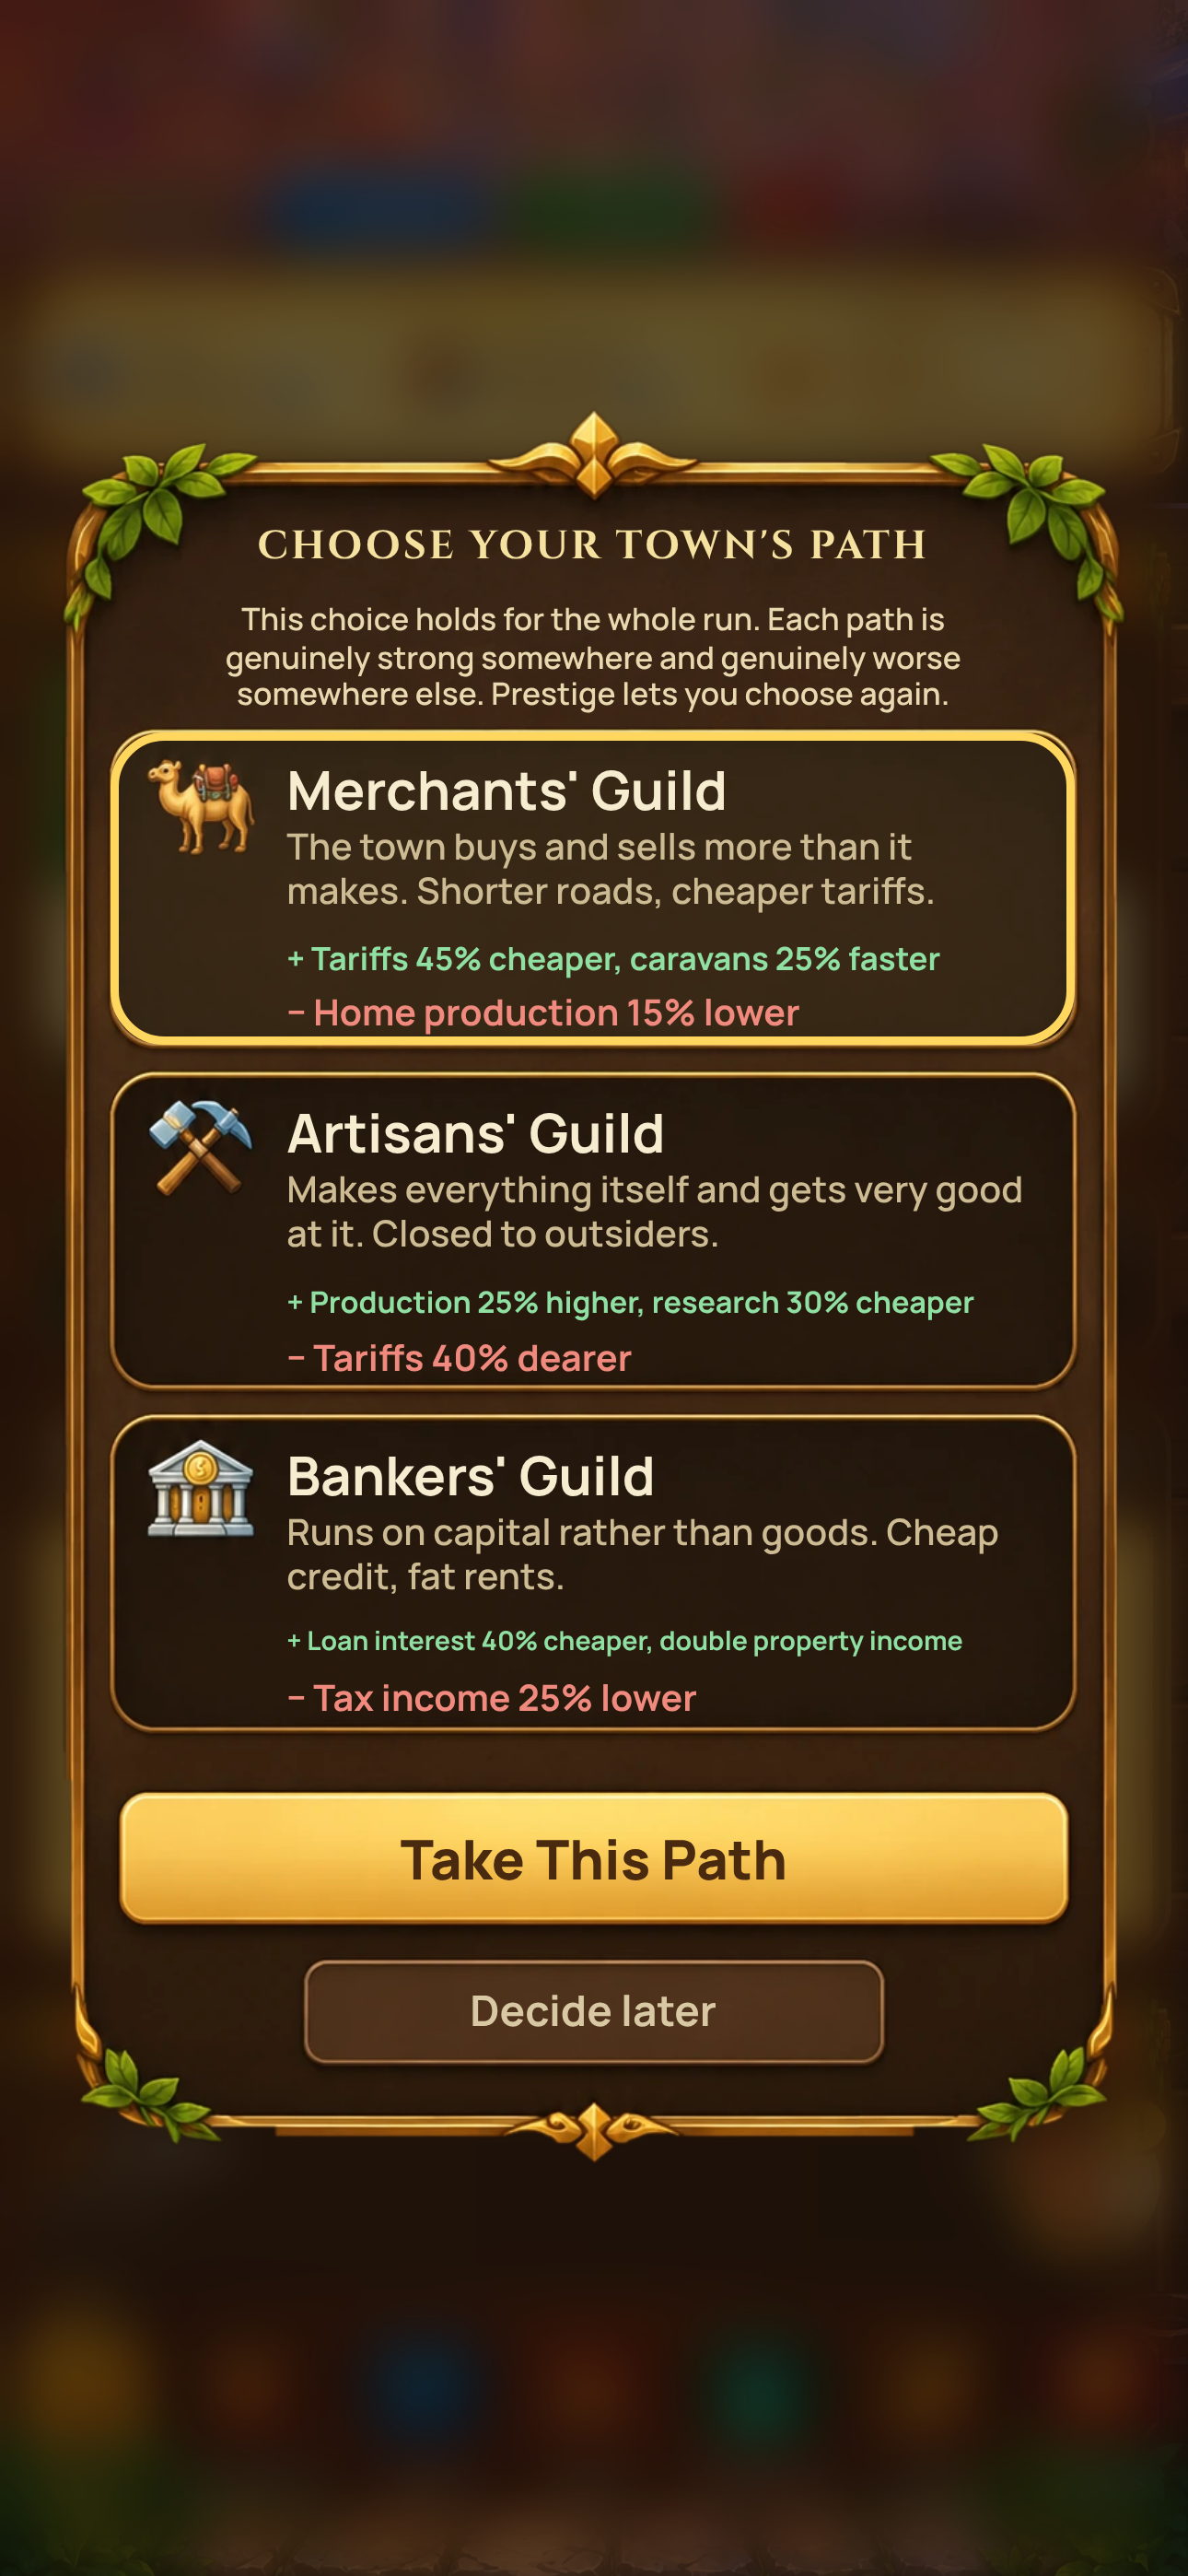 CHOOSE YOUR TOWN'S PATH
This choice holds for the whole run. Each path is
genuinely strong somewhere and genuinely worse
somewhere else. Prestige lets you choose again.
Merchants' Guild
The town buys and sells more than it
makes. Shorter roads, cheaper tariffs.
+ Tariffs 45% cheaper, caravans 25% faster
− Home production 15% lower
Artisans' Guild
Makes everything itself and gets very good
at it. Closed to outsiders.
+ Production 25% higher, research 30% cheaper
− Tariffs 40% dearer
Bankers' Guild
Runs on capital rather than goods. Cheap
credit, fat rents.
+ Loan interest 40% cheaper, double property income
− Tax income 25% lower
Take This Path
Decide later